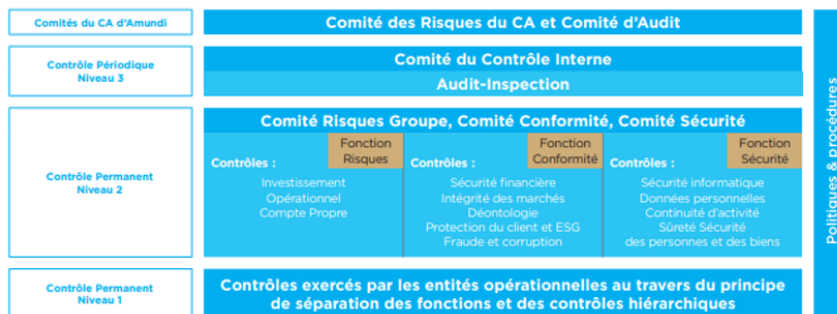 Comités du CA d'Amundi
Comité des Risques du CA et Comité d'Audit
Contrôle Périodique
Niveau 3
Comité du Contrôle Interne
Audit-Inspection
Contrôle Permanent
Niveau 2
Comité Risques Groupe, Comité Conformité, Comité Sécurité
Contrôles :
Fonction
Risques
Investissement
Opérationnel
Compte Propre
Contrôles :
Fonction
Conformité
Sécurité financière
Intégrité des marchés
Déontologie
Protection du client et ESG
Fraude et corruption
Contrôles :
Fonction
Sécurité
Sécurité informatique
Données personnelles
Continuité d'activité
Sûreté Sécurité
des personnes et des biens
Contrôle Permanent
Niveau 1
Contrôles exercés par les entités opérationnelles au travers du principe
de séparation des fonctions et des contrôles hiérarchiques
Politiques & procédures